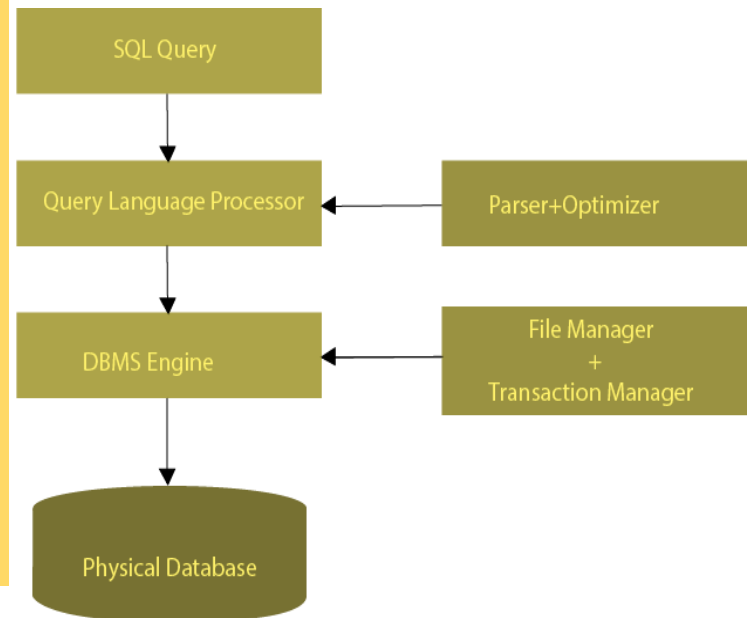 SQL Query
Query Language Processor
Parser+Optimizer
DBMS Engine
File Manager
+
Transaction Manager
Physical Database